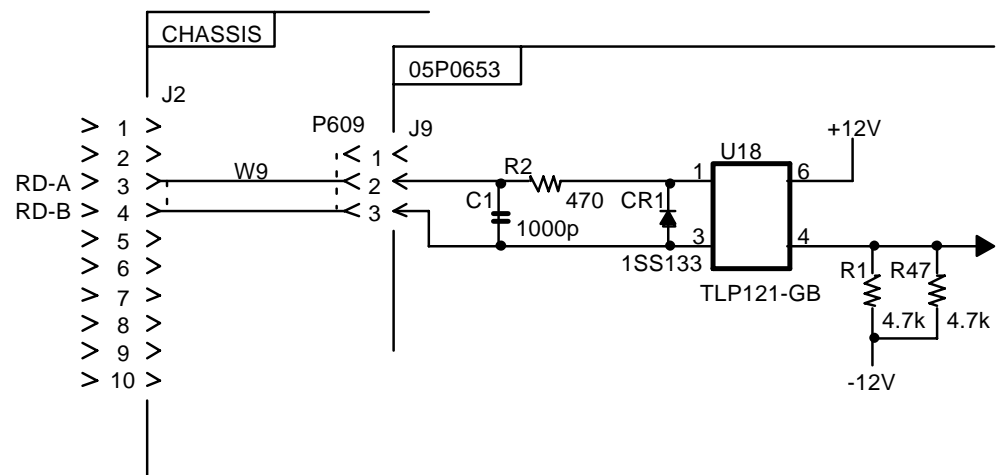 CHASSIS
05P0653
J2
P609
J9
1
2
RD-A 3
RD-B 4
5
6
7
8
9
10
W9
1
2
3
R2
470
C1
1000p
CR1
1SS133
U18
1
3
6
4
TLP121-GB
+12V
R1
4.7k
R47
4.7k
-12V